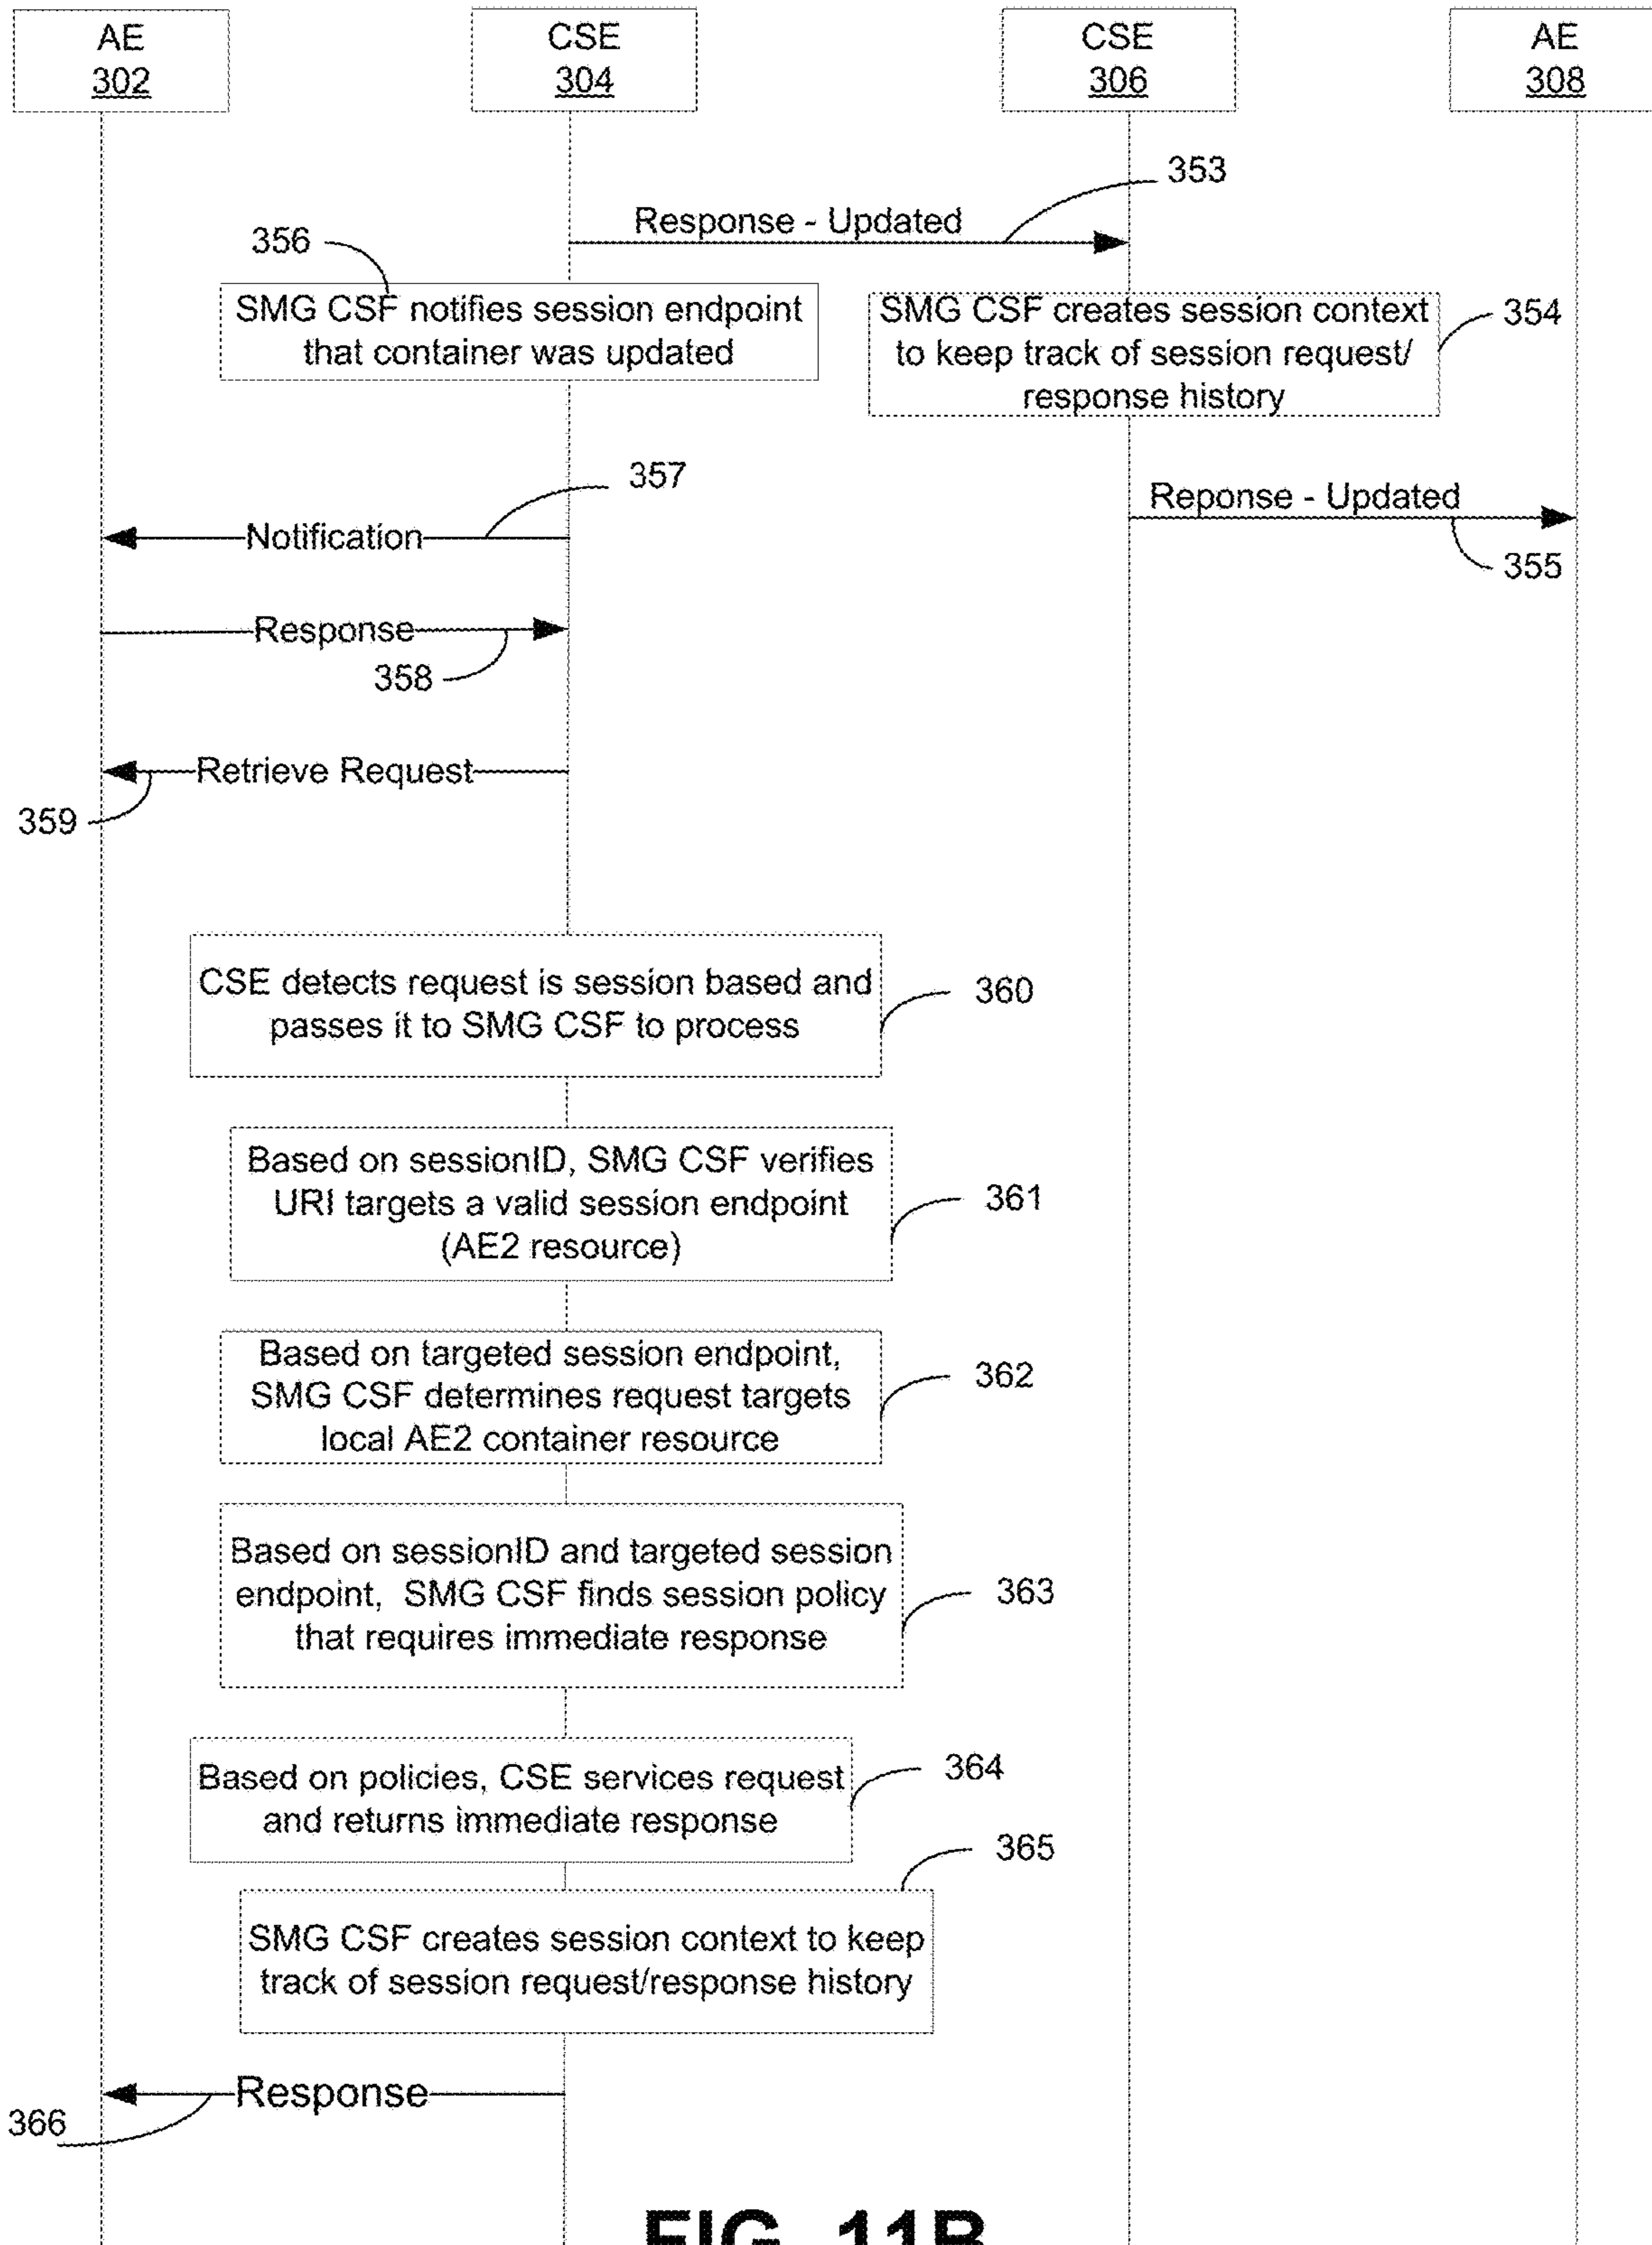 AE
302
CSE
304
CSE
306
AE
308
353
Response - Updated
356
SMG CSF notifies session endpoint
that container was updated
SMG CSF creates session context
to keep track of session request/
response history
354
357
Reponse - Updated
Notification
355
Response
358
Retrieve Request
359
CSE detects request is session based and
passes it to SMG CSF to process
360
Based on sessionID, SMG CSF verifies
URI targets a valid session endpoint
(AE2 resource)
361
Based on targeted session endpoint,
SMG CSF determines request targets
local AE2 container resource
362
Based on sessionID and targeted session
endpoint, SMG CSF finds session policy
that requires immediate response
363
Based on policies, CSE services request
and returns immediate response
364
365
SMG CSF creates session context to keep
track of session request/response history
Response
366
FIG. 11B